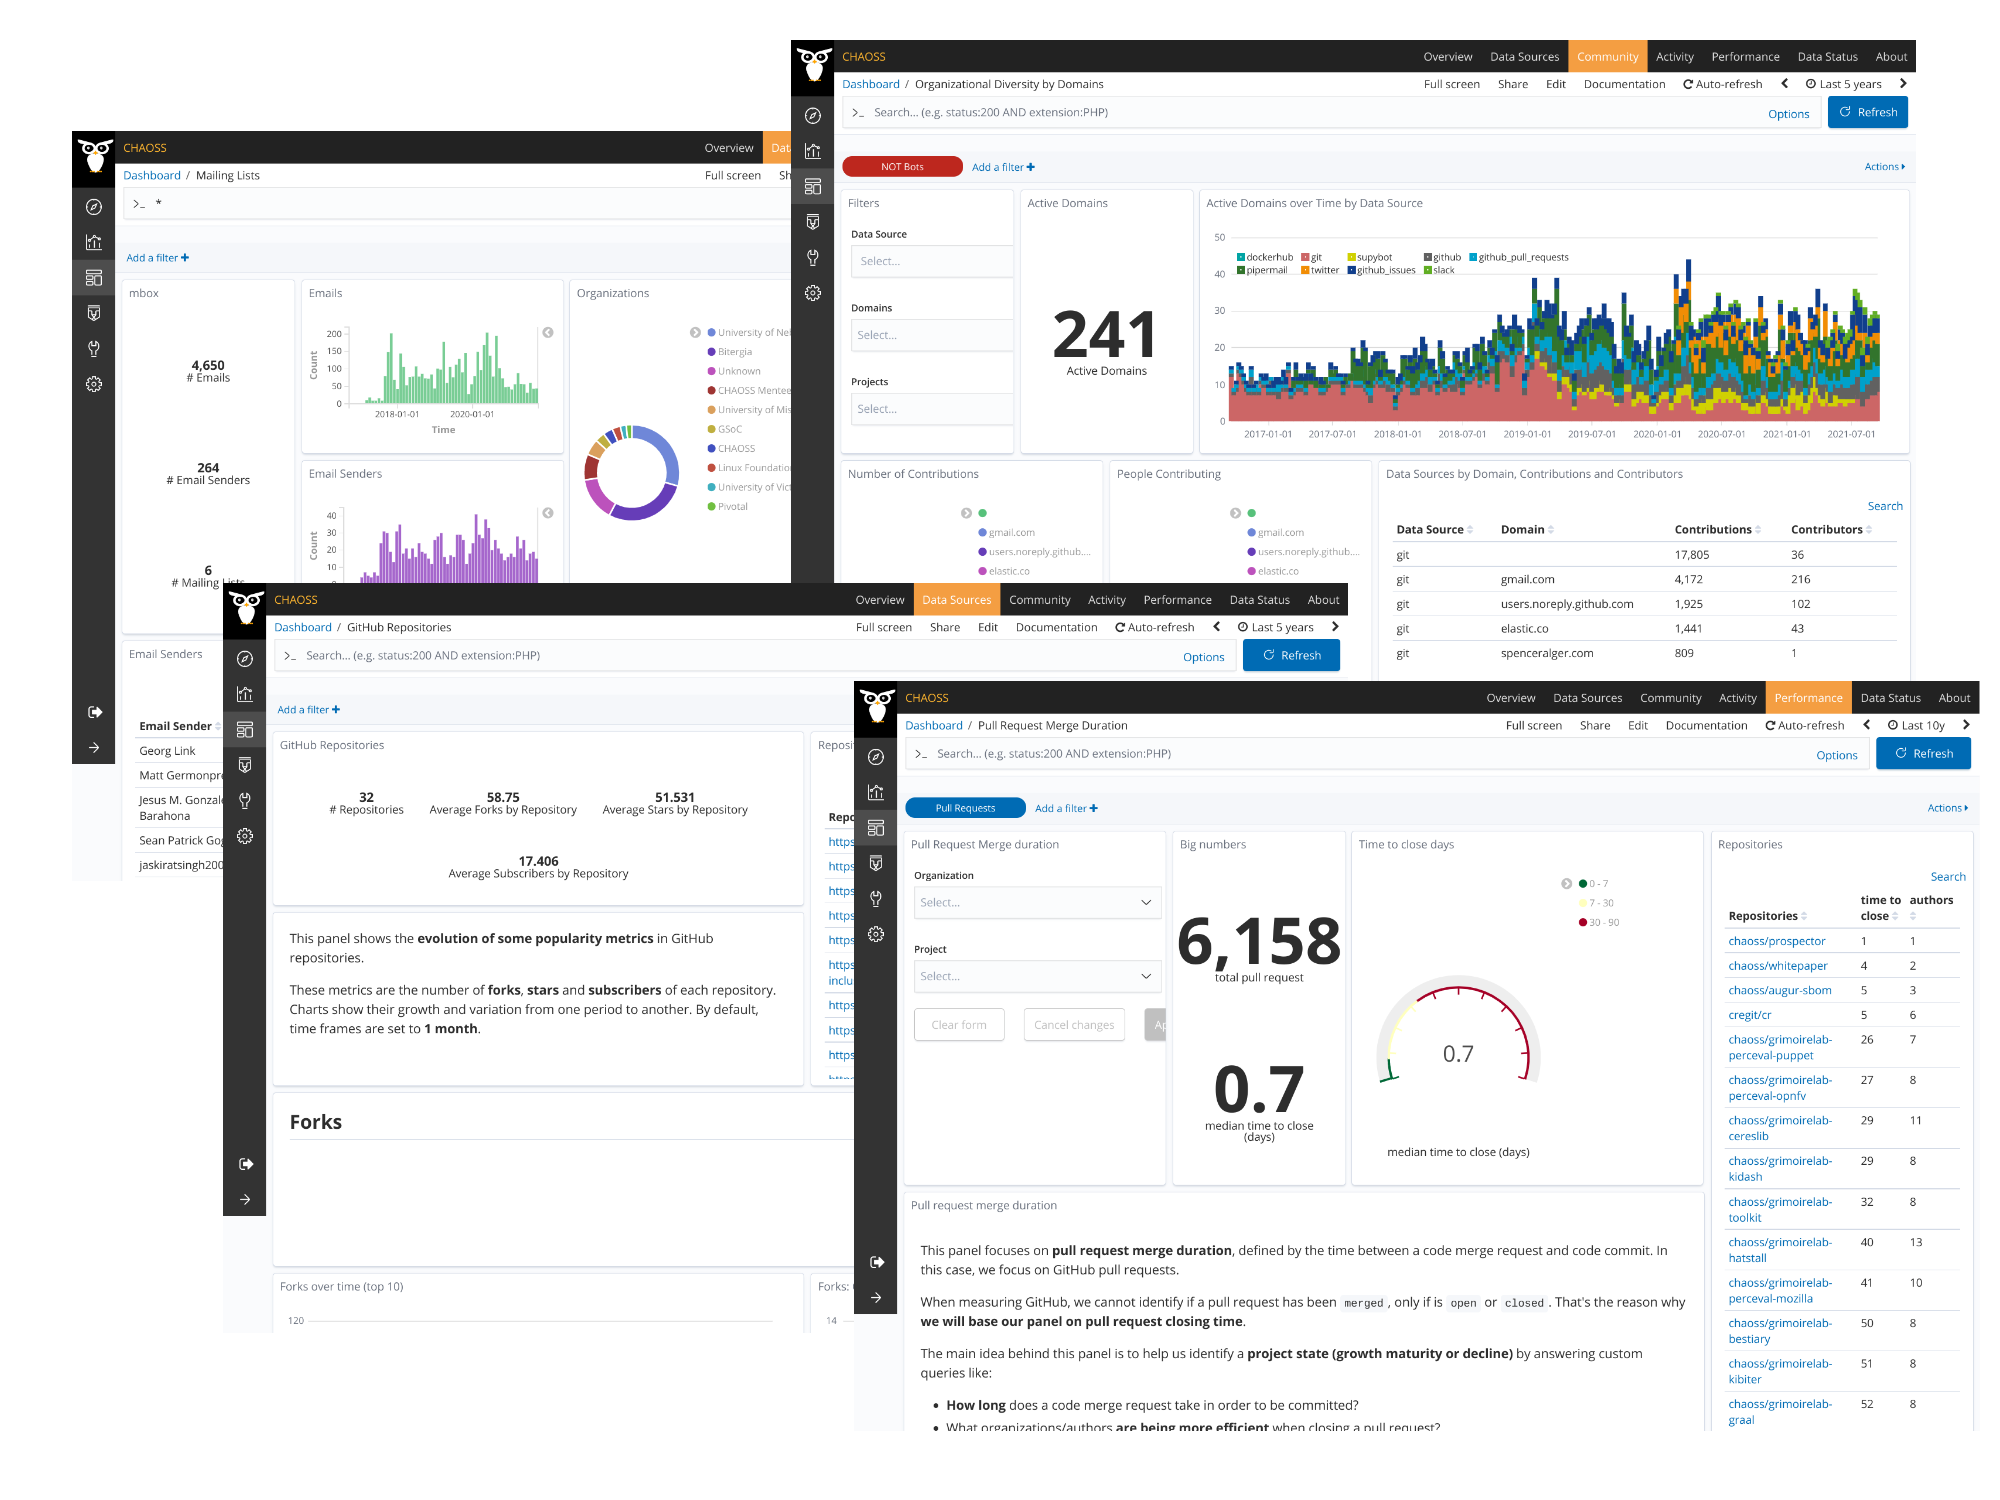 CHAOSS
Overview Data Sources Community Activity Performance Data Status About
Dashboard / Organizational Diversity by Domains
Full screen Share Edit Documentation Auto-refresh Last 5 years
>_ Search... (e.g. status:200 AND extension:PHP)
Options Refresh
NOT Bots Add a filter + Actions
Filters
Data Source
Select...
Domains
Select...
Projects
Select...
Active Domains
241
Active Domains
Active Domains over Time by Data Source
dockerhub git supybot github github_pull_requests
pipermail twitter github_issues slack
50
40
30
20
10
0
2017-01-01 2017-07-01 2018-01-01 2018-07-01 2019-01-01 2019-07-01 2020-01-01 2020-07-01 2021-01-01 2021-07-01
Number of Contributions
gmail.com
users.noreply.github....
elastic.co
People Contributing
gmail.com
users.noreply.github....
elastic.co
Data Sources by Domain, Contributions and Contributors
Search
Data Source Domain Contributions Contributors
git 17,805 36
git gmail.com 4,172 216
git users.noreply.github.com 1,925 102
git elastic.co 1,441 43
git spenceralger.com 809 1
CHAOSS
Overview
Dashboard / Mailing Lists
Full screen
>_ *
Add a filter +
mbox
4,650
# Emails
264
# Email Senders
6
# Mailing Lists
Emails
Count
200
150
100
50
0
2018-01-01 2020-01-01
Time
Email Senders
Count
40
30
20
10
Organizations
University of
Bitergia
Unknown
CHAOSS
University of
GSoC
CHAOSS
Linux
University of
Pivotal
Email Senders
Email Sender
Georg Link
Matt
Jesus M.
Barahona
Sean Patrick
CHAOSS
Overview Data Sources Community Activity Performance Data Status About
Dashboard / GitHub Repositories
Full screen Share Edit Documentation Auto-refresh Last 5 years
>_ Search... (e.g. status:200 AND extension:PHP)
Options Refresh
Add a filter +
GitHub Repositories
32
# Repositories
58.75
Average Forks by Repository
51.531
Average Stars by Repository
17.406
Average Subscribers by Repository
This panel shows the evolution of some popularity metrics in GitHub
repositories.
These metrics are the number of forks, stars and subscribers of each repository.
Charts show their growth and variation from one period to another. By default,
time frames are set to 1 month.
Forks
Forks over time (top 10)
120
Forks:
14
CHAOSS
Overview Data Sources Community Activity Performance Data Status About
Dashboard / Pull Request Merge Duration
Full screen Share Edit Documentation Auto-refresh Last 10y
>_ Search... (e.g. status:200 AND extension:PHP)
Options Refresh
Pull Requests Add a filter + Actions
Pull Request Merge duration
Organization
Select...
Project
Select...
Clear form Cancel changes
Big numbers
6,158
total pull request
0.7
median time to close
(days)
Time to close days
0 - 7
7 - 30
30 - 90
0.7
median time to close (days)
Repositories
Search
Repositories time to close authors
chaoss/prospector 1 1
chaoss/whitepaper 4 2
chaoss/augur-sbom 5 3
cregit/cr 5 6
chaoss/grimoirelab- 26 7
perceval-puppet
chaoss/grimoirelab- 27 8
perceval-opnfv
chaoss/grimoirelab- 29 11
cereslib
chaoss/grimoirelab- 29 8
kidash
chaoss/grimoirelab- 32 8
toolkit
chaoss/grimoirelab- 40 13
hatstall
chaoss/grimoirelab- 41 10
perceval-mozilla
chaoss/grimoirelab- 50 8
bestiary
chaoss/grimoirelab- 51 8
kibiter
chaoss/grimoirelab- 52 8
graal
Pull request merge duration
This panel focuses on pull request merge duration, defined by the time between a code merge request and code commit. In
this case, we focus on GitHub pull requests.
When measuring GitHub, we cannot identify if a pull request has been merged, only if is open or closed. That's the reason why
we will base our panel on pull request closing time.
The main idea behind this panel is to help us identify a project state (growth maturity or decline) by answering custom
queries like:
• How long does a code merge request take in order to be committed?
• What organizations/authors are being more efficient when closing a pull request?